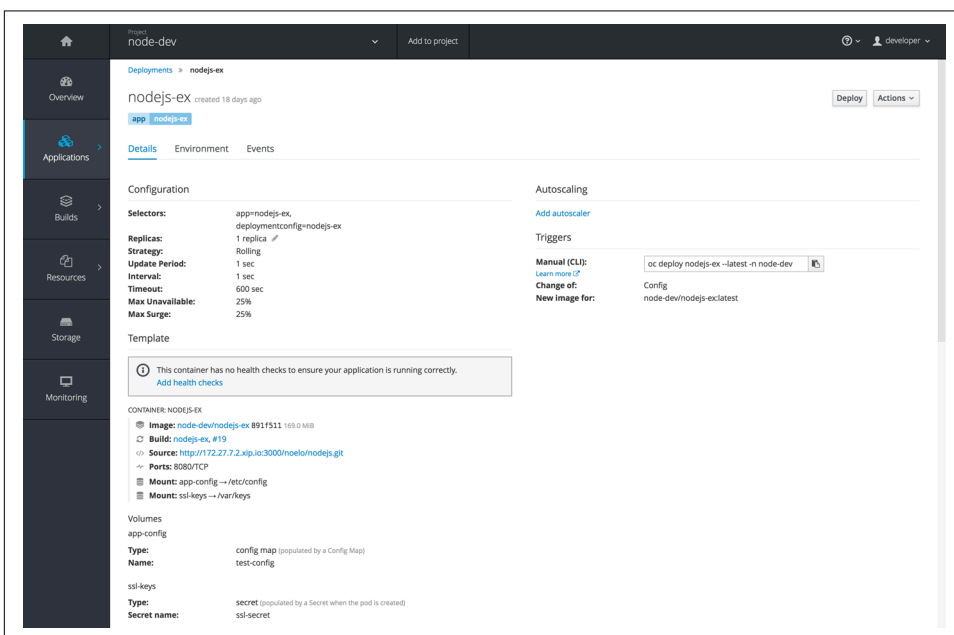 Project
node-dev
Add to project
developer
Overview
Applications
Builds
Resources
Storage
Monitoring
Deployments » nodejs-ex
nodejs-ex created 18 days ago
Deploy
Actions
app nodejs-ex
Details Environment Events
Configuration
Selectors: app=nodejs-ex,
deploymentconfig=nodejs-ex
Replicas: 1 replica
Strategy: Rolling
Update Period: 1 sec
Interval: 1 sec
Timeout: 600 sec
Max Unavailable: 25%
Max Surge: 25%
Autoscaling
Add autoscaler
Triggers
Manual (CLI): oc deploy nodejs-ex --latest -n node-dev
Learn more
Change of: Config
New image for: node-dev/nodejs-ex:latest
Template
This container has no health checks to ensure your application is running correctly.
Add health checks
CONTAINER: NODEJS-EX
Image: node-dev/nodejs-ex 891f511 169.0 MiB
Build: nodejs-ex, #19
</> Source: http://172.27.7.2.xip.io:3000/noelo/nodejs.git
Ports: 8080/TCP
Mount: app-config → /etc/config
Mount: ssl-keys → /var/keys
Volumes
app-config
Type: config map (populated by a Config Map)
Name: test-config
ssl-keys
Type: secret (populated by a Secret when the pod is created)
Secret name: ssl-secret